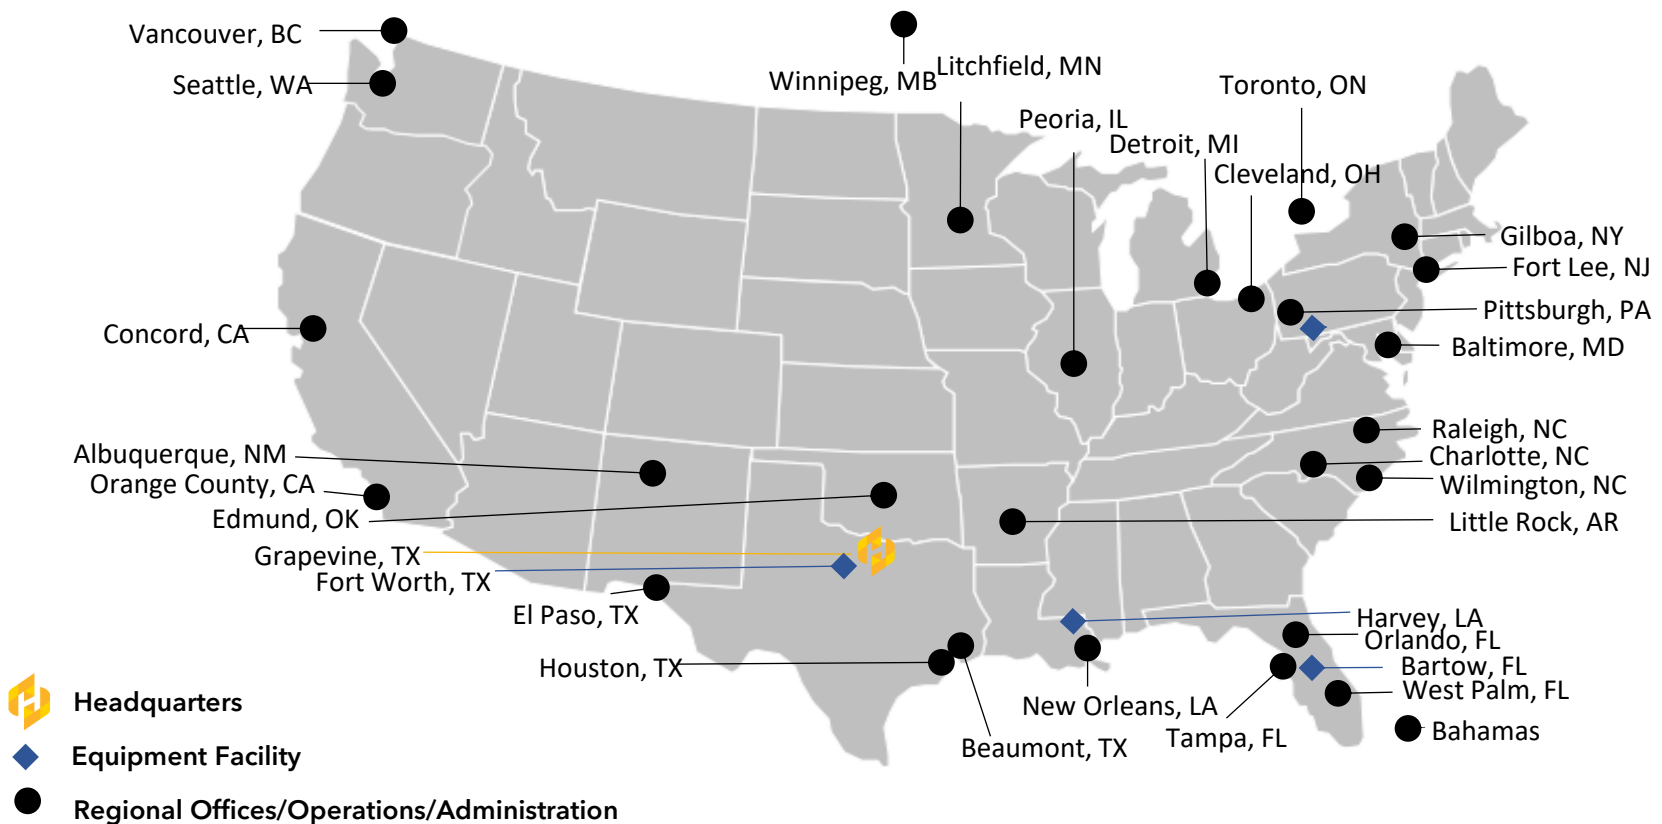 Vancouver, BC
Seattle, WA
Winnipeg, MB
Litchfield, MN
Peoria, IL
Detroit, MI
Cleveland, OH
Toronto, ON
Gilboa, NY
Fort Lee, NJ
Pittsburgh, PA
Baltimore, MD
Concord, CA
Raleigh, NC
Charlotte, NC
Wilmington, NC
Little Rock, AR
Albuquerque, NM
Orange County, CA
Edmund, OK
Grapevine, TX
Fort Worth, TX
El Paso, TX
Houston, TX
Harvey, LA
Orlando, FL
Bartow, FL
West Palm, FL
New Orleans, LA
Tampa, FL
Bahamas
Beaumont, TX
Headquarters
Equipment Facility
Regional Offices/Operations/Administration